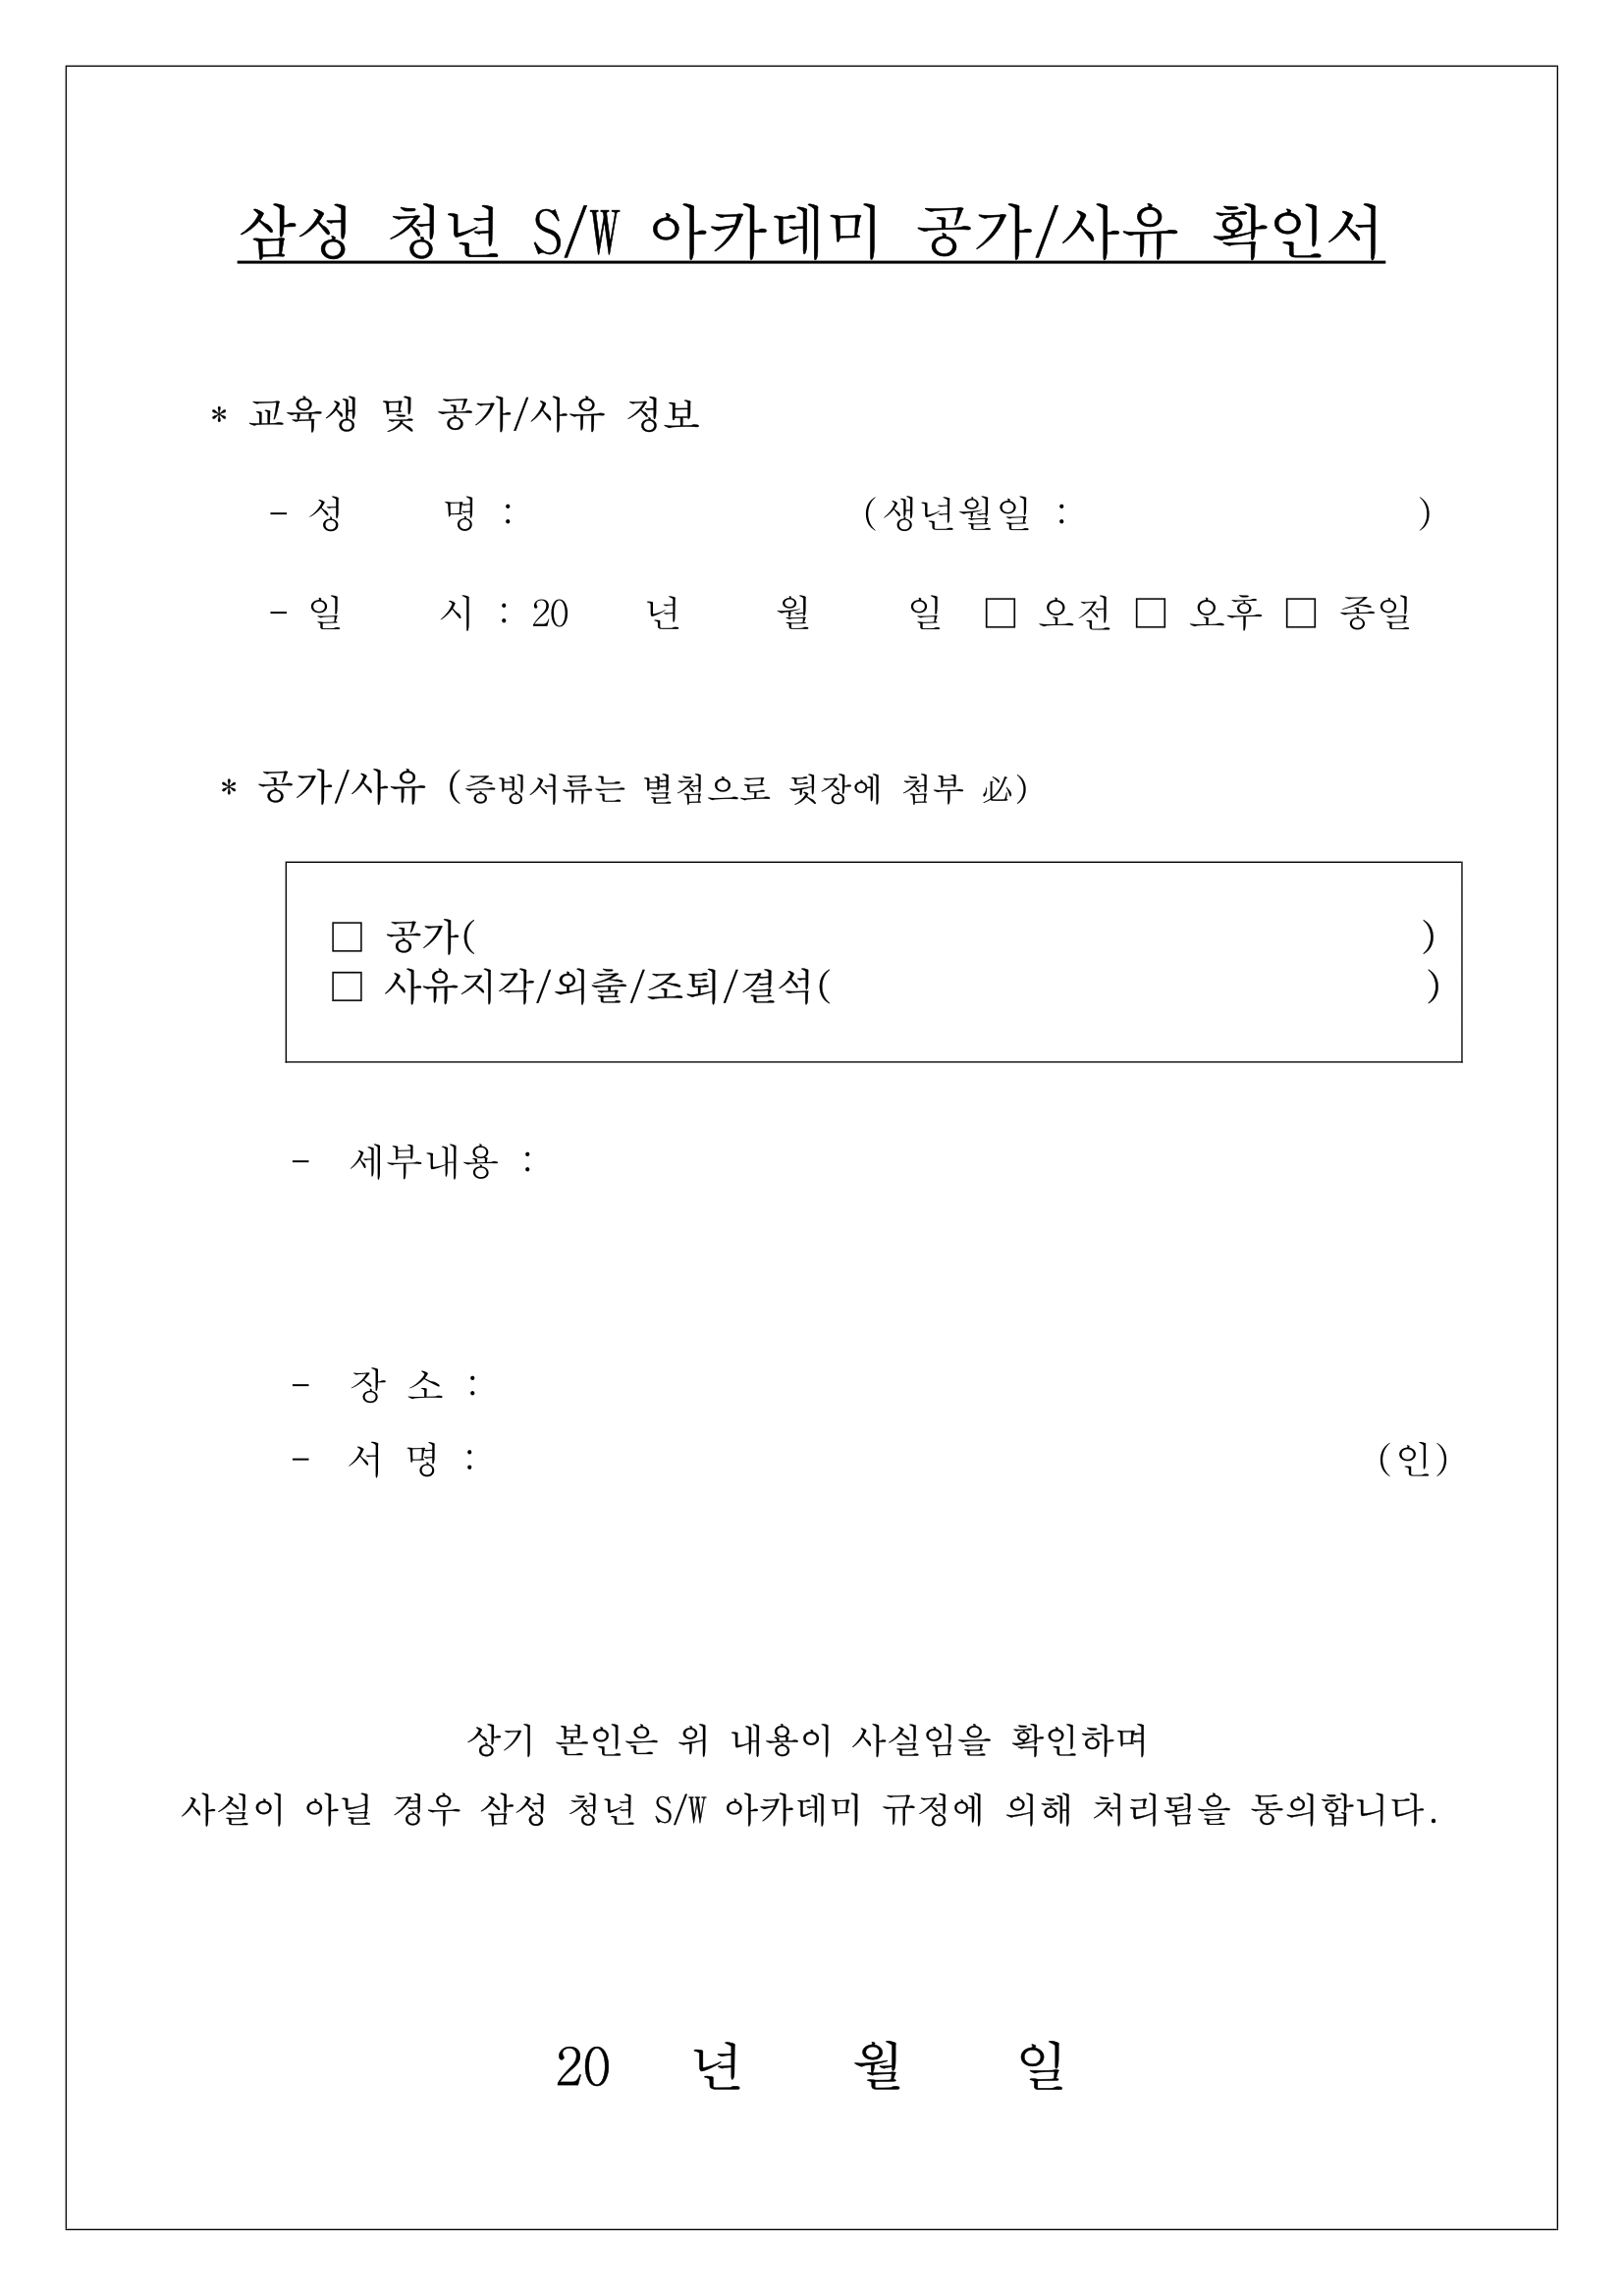 삼성 청년 S/W 아카데미 공가/사유 확인서
* 교육생 및 공가/사유 정보
- 성 명 : (생년월일 : )
- 일 시 : 20 년 월 일 □ 오전 □ 오후 □ 종일
* 공가/사유 (증빙서류는 별첨으로 뒷장에 첨부 必)
□ 공가( )
□ 사유지각/외출/조퇴/결석( )
- 세부내용 :
- 장 소 :
- 서 명 : (인)
상기 본인은 위 내용이 사실임을 확인하며
사실이 아닐 경우 삼성 청년 S/W 아카데미 규정에 의해 처리됨을 동의합니다.
20 년 월 일